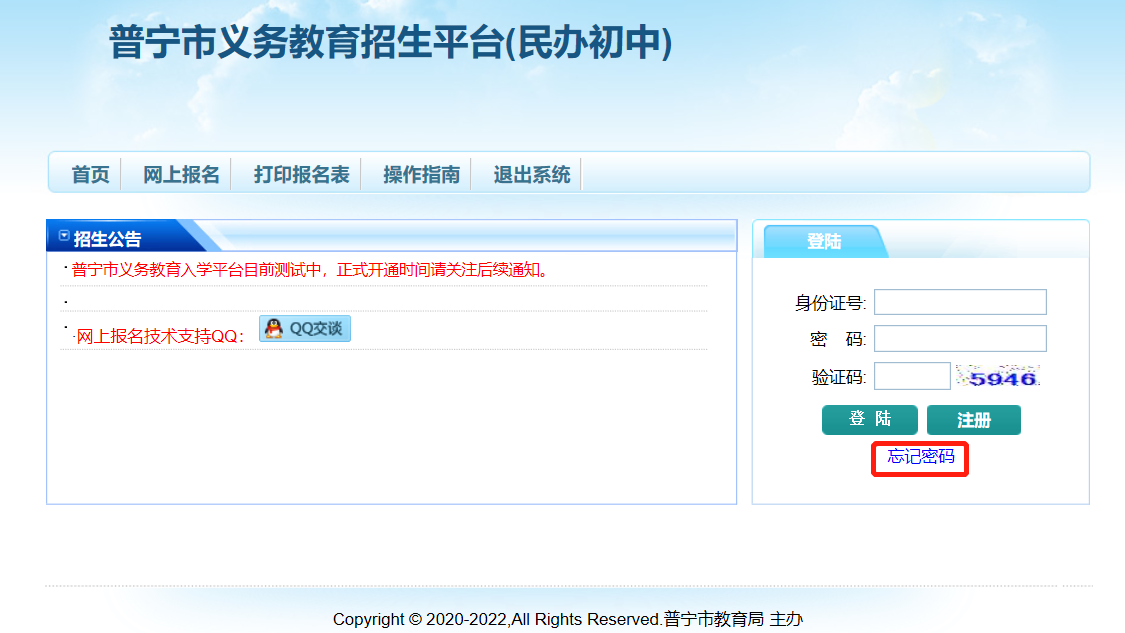 普宁市义务教育招生平台(民办初中)
首页 网上报名 打印报名表 操作指南 退出系统
招生公告
·普宁市义务教育入学平台目前测试中，正式开通时间请关注后续通知。
·
·网上报名技术支持QQ： QQ交谈
登陆
身份证号:
密 码:
验证码: 5946
登 陆 注册
忘记密码
Copyright © 2020-2022,All Rights Reserved.普宁市教育局 主办